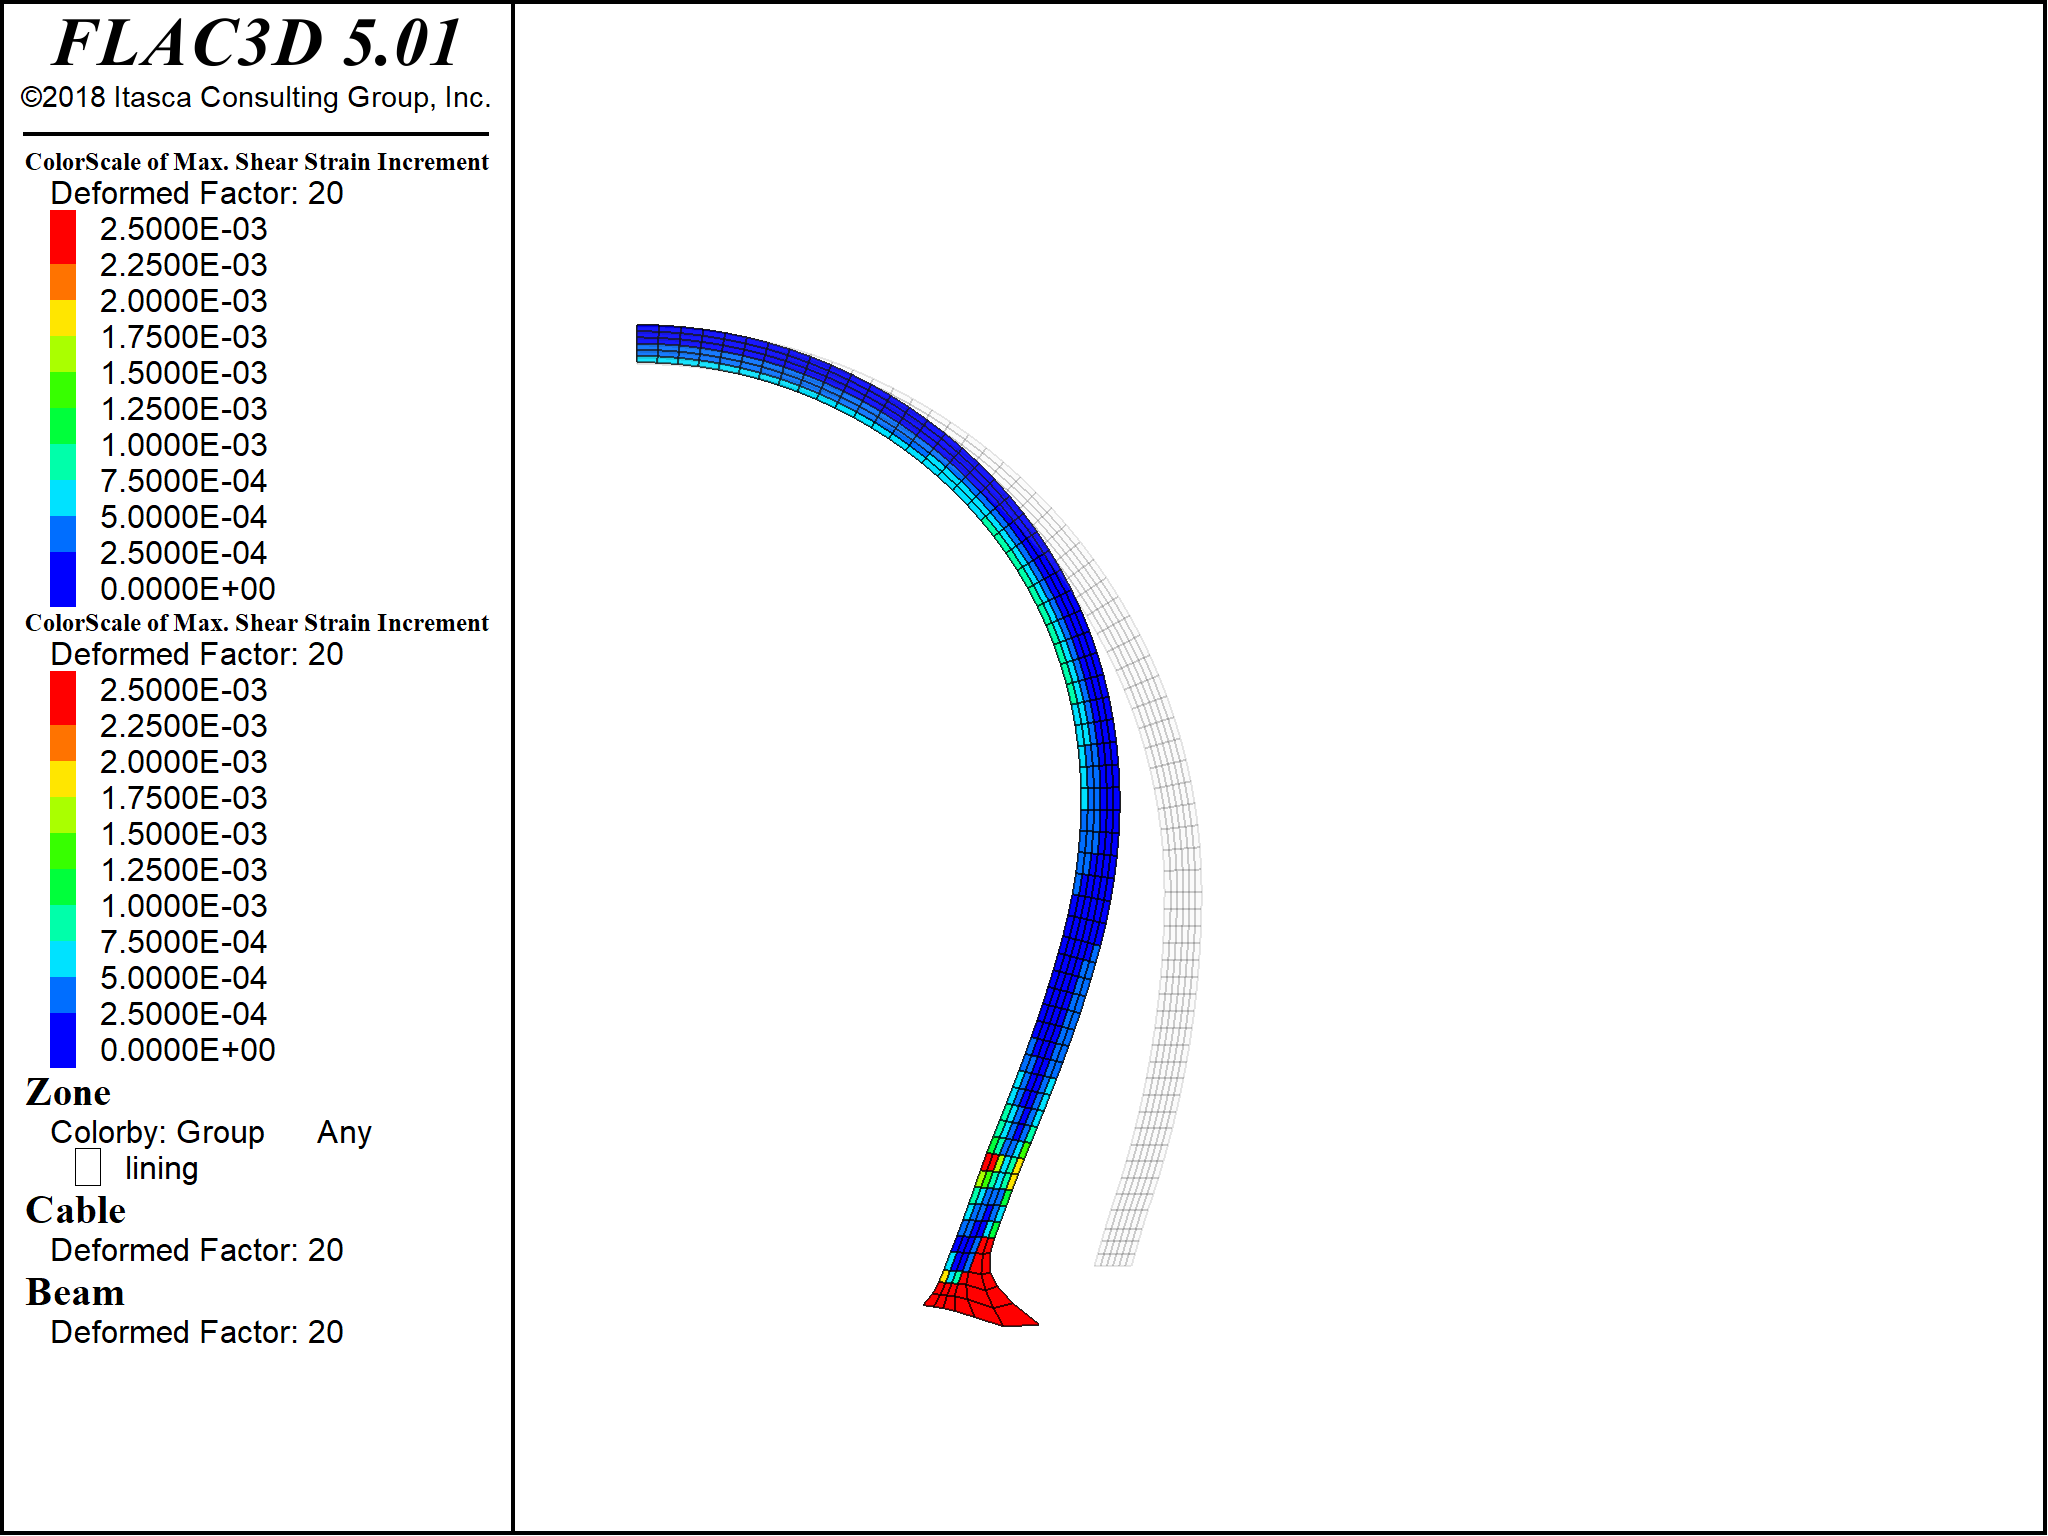 FLAC3D 5.01
©2018 Itasca Consulting Group, Inc.
ColorScale of Max. Shear Strain Increment
Deformed Factor: 20
2.5000E-03
2.2500E-03
2.0000E-03
1.7500E-03
1.5000E-03
1.2500E-03
1.0000E-03
7.5000E-04
5.0000E-04
2.5000E-04
0.0000E+00
ColorScale of Max. Shear Strain Increment
Deformed Factor: 20
2.5000E-03
2.2500E-03
2.0000E-03
1.7500E-03
1.5000E-03
1.2500E-03
1.0000E-03
7.5000E-04
5.0000E-04
2.5000E-04
0.0000E+00
Zone
Colorby: Group Any
lining
Cable
Deformed Factor: 20
Beam
Deformed Factor: 20